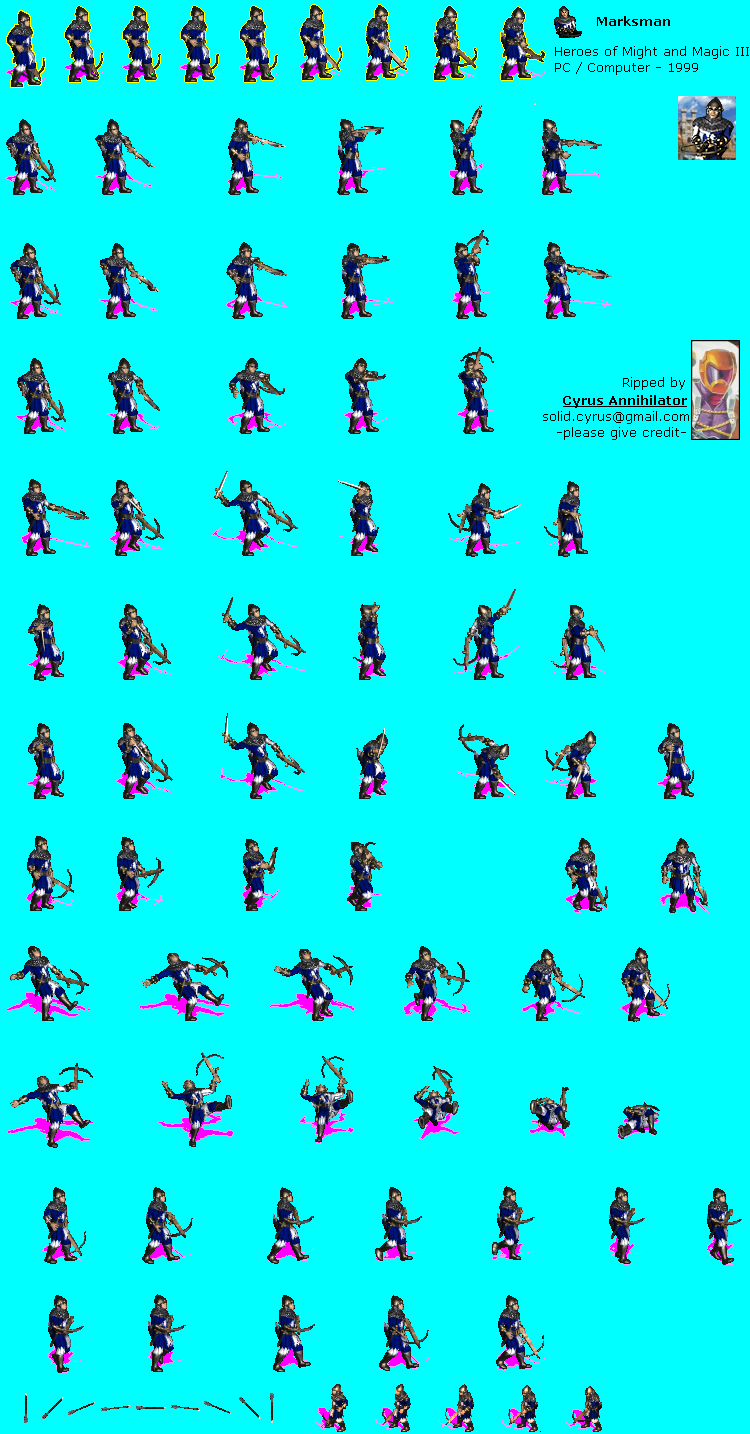 Marksman
Heroes of Might and Magic III
PC / Computer - 1999
Ripped by
Cyrus Annihilator
solid.cyrus@gmail.com
-please give credit-